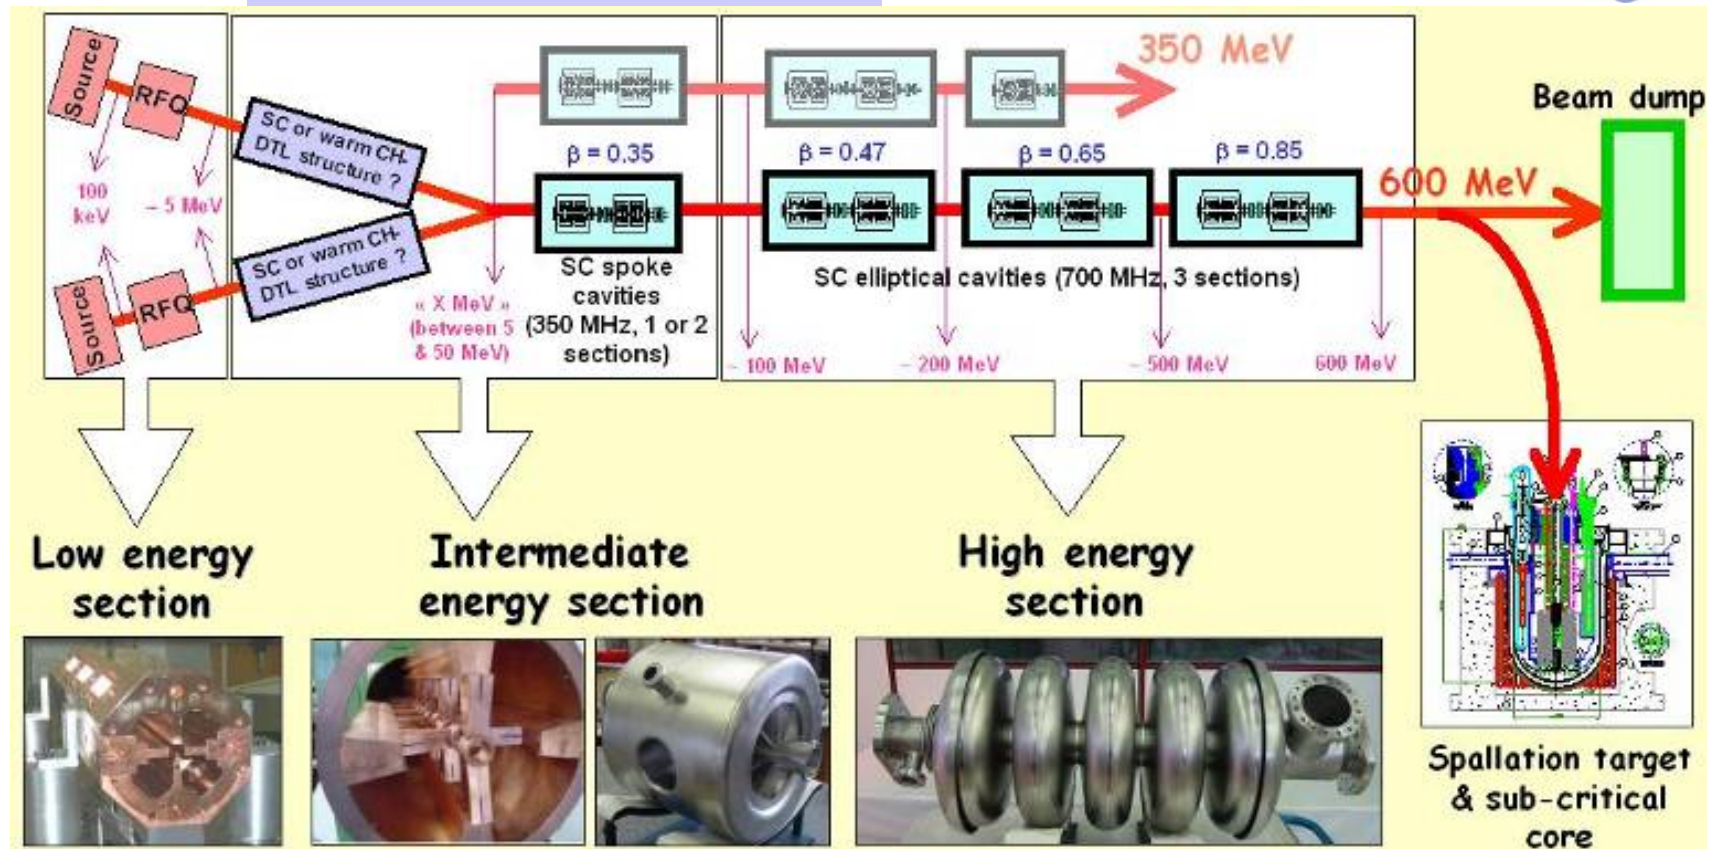 350 MeV
Beam dump
Source
RFQ
SC or warm CH-
DTL structure ?
β = 0.35
β = 0.47
β = 0.65
β = 0.85
600 MeV
100
keV
~ 5 MeV
SC or warm CH-
DTL structure ?
Source
RFQ
« X MeV »
(between 5
& 50 MeV)
SC spoke
cavities
(350 MHz, 1 or 2
sections)
SC elliptical cavities (700 MHz, 3 sections)
~ 100 MeV
~ 200 MeV
~ 500 MeV
600 MeV
Low energy
section
Intermediate
energy section
High energy
section
Spallation target
& sub-critical
core